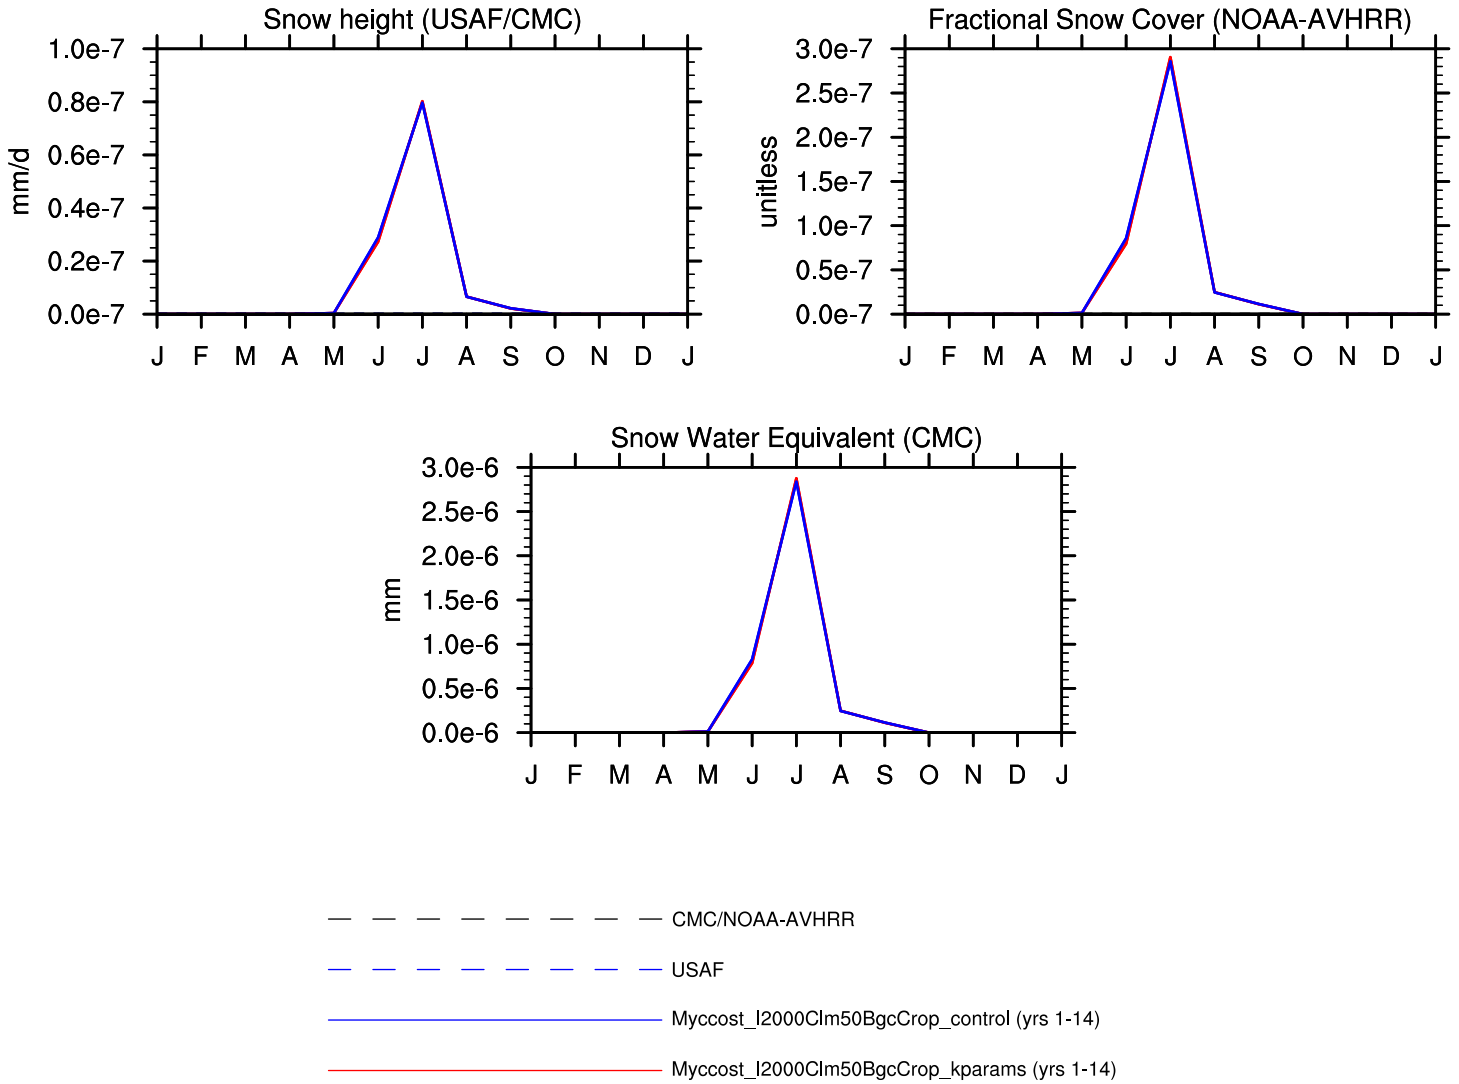 Snow height (USAF/CMC)
1.0e-7
0.8e-7
0.6e-7
0.4e-7
0.2e-7
0.0e-7
mm/d
J F M A M J J A S O N D J
Fractional Snow Cover (NOAA-AVHRR)
3.0e-7
2.5e-7
2.0e-7
1.5e-7
1.0e-7
0.5e-7
0.0e-7
unitless
J F M A M J J A S O N D J
Snow Water Equivalent (CMC)
3.0e-6
2.5e-6
2.0e-6
1.5e-6
1.0e-6
0.5e-6
0.0e-6
mm
J F M A M J J A S O N D J
CMC/NOAA-AVHRR
USAF
Myccost_I2000Clm50BgcCrop_control (yrs 1-14)
Myccost_I2000Clm50BgcCrop_kparams (yrs 1-14)